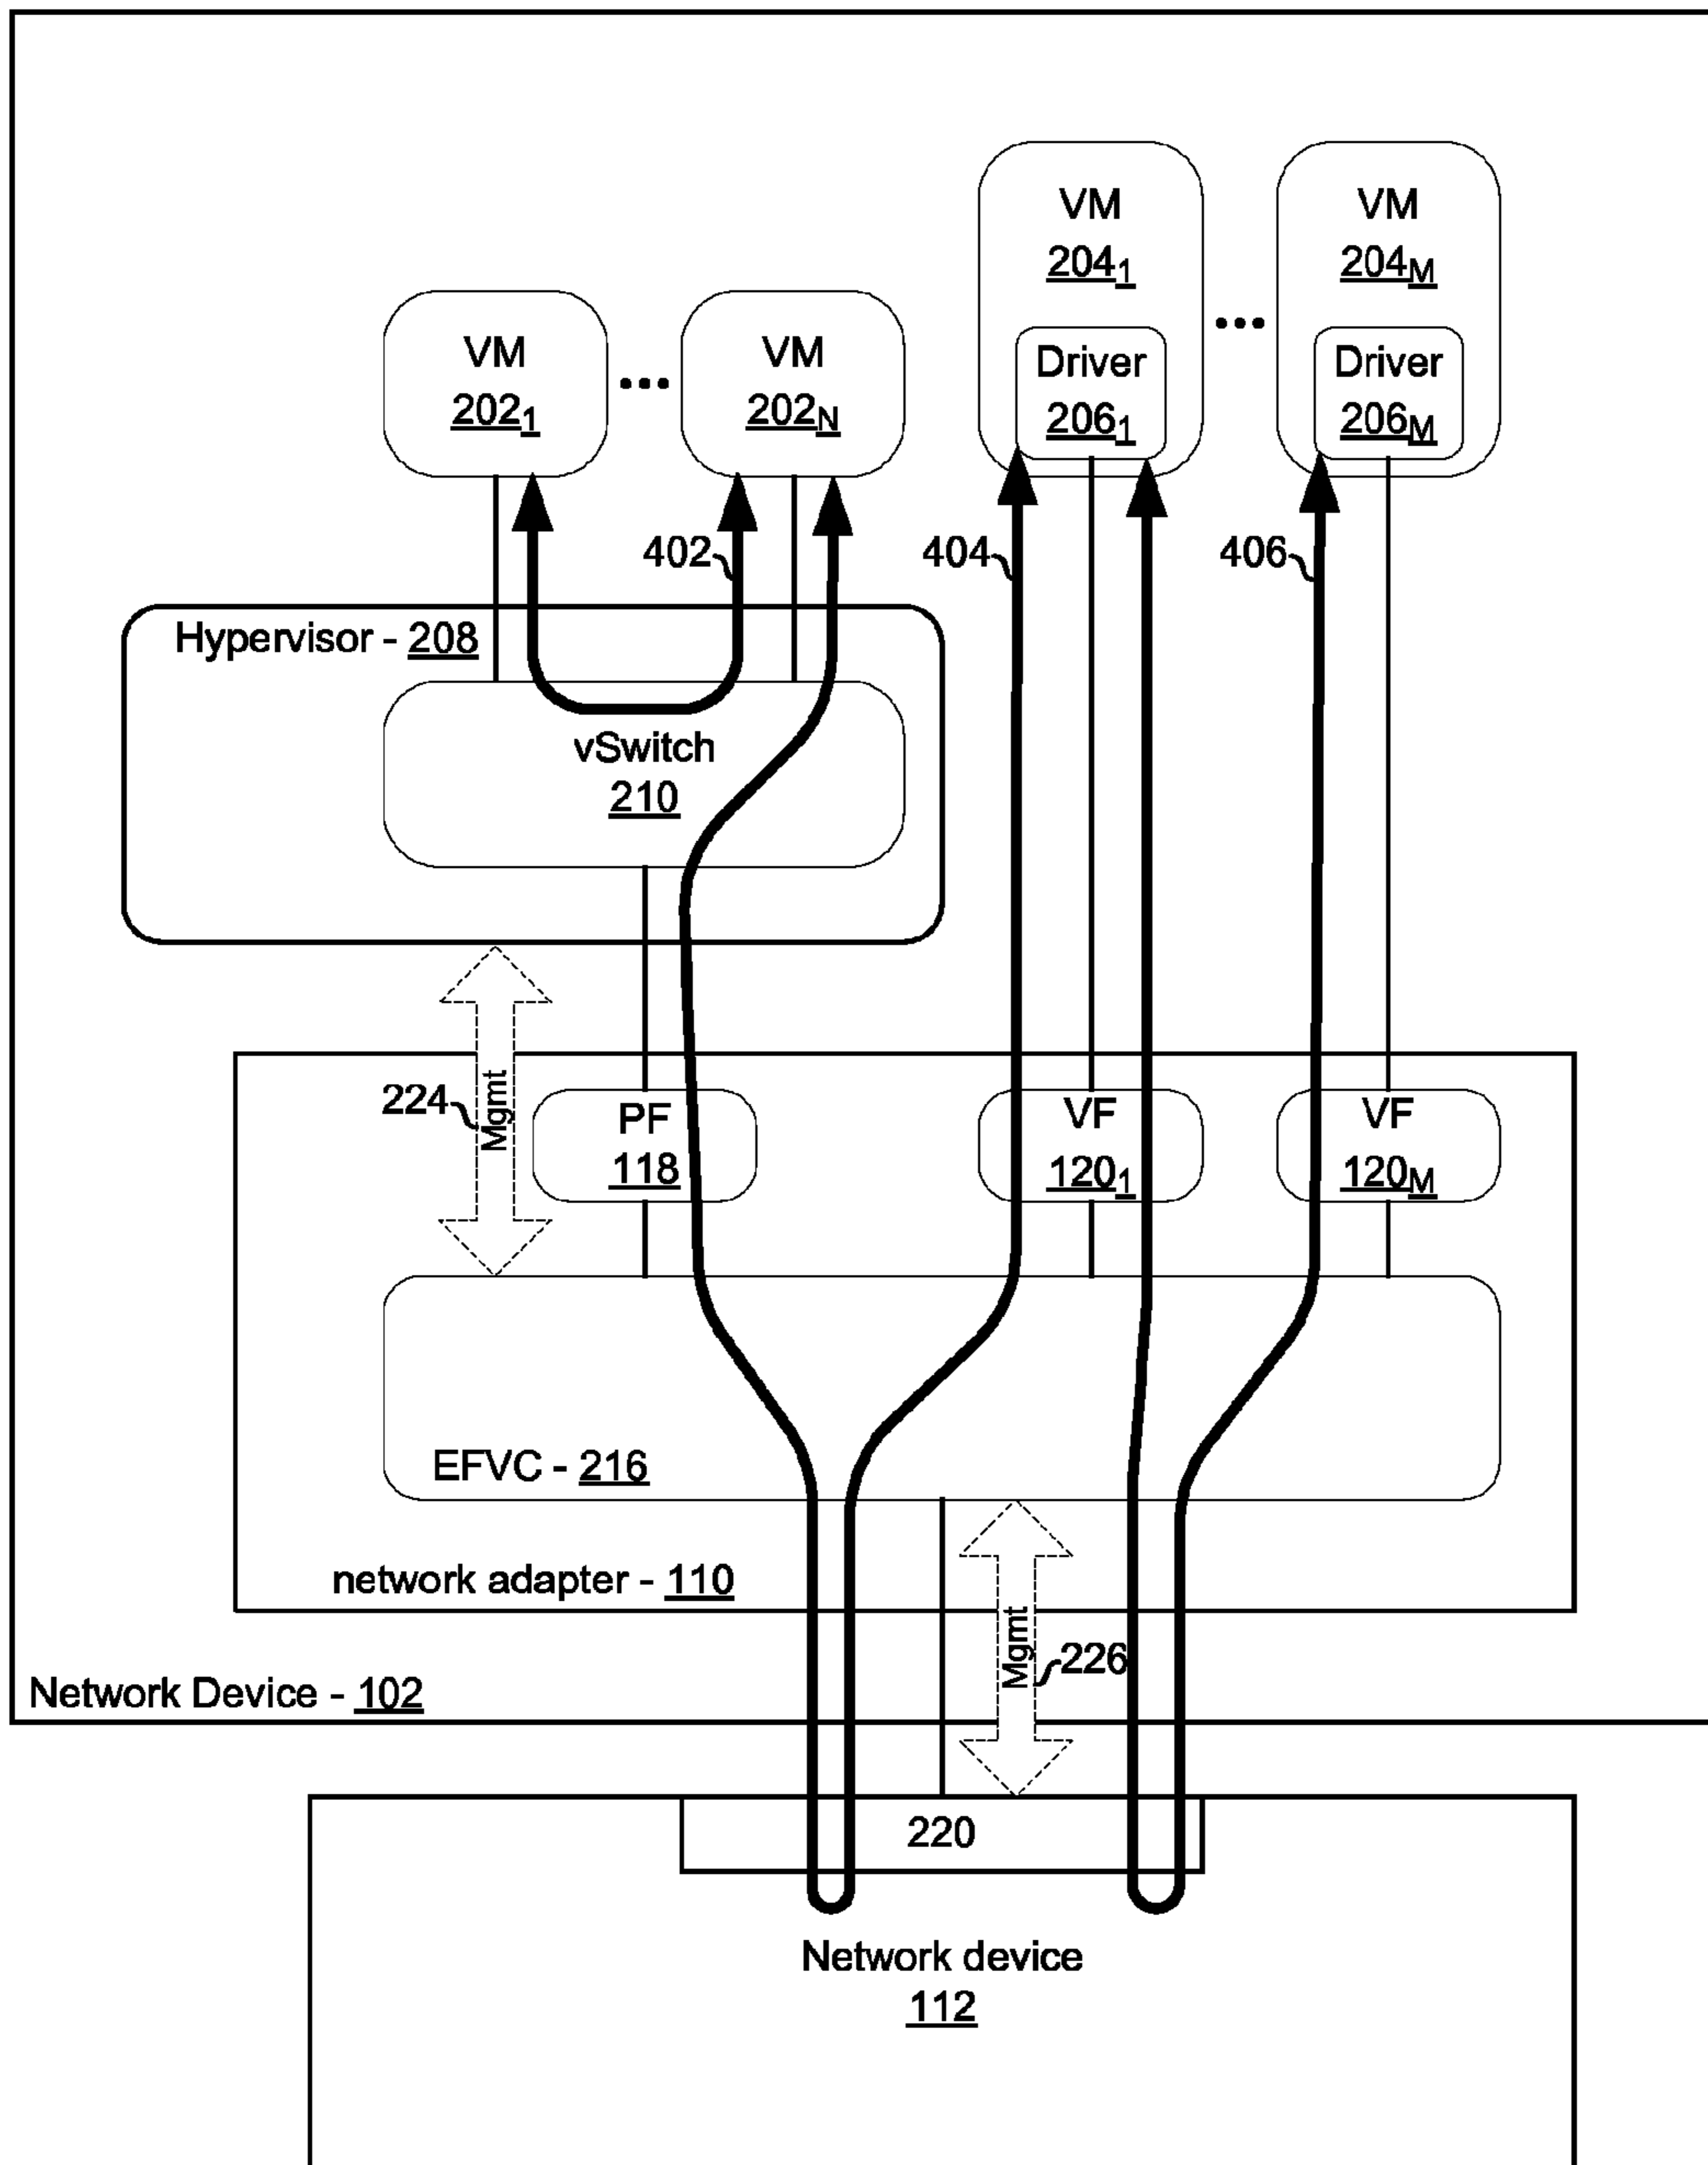 VM
204₁
VM
204M
VM
202₁
...
VM
202N
...
Driver
206₁
Driver
206M
402
404
406
Hypervisor - 208
vSwitch
210
224
Mgmt
PF
118
VF
120₁
VF
120M
EFVC - 216
network adapter - 110
Mgmt
226
Network Device - 102
220
Network device
112